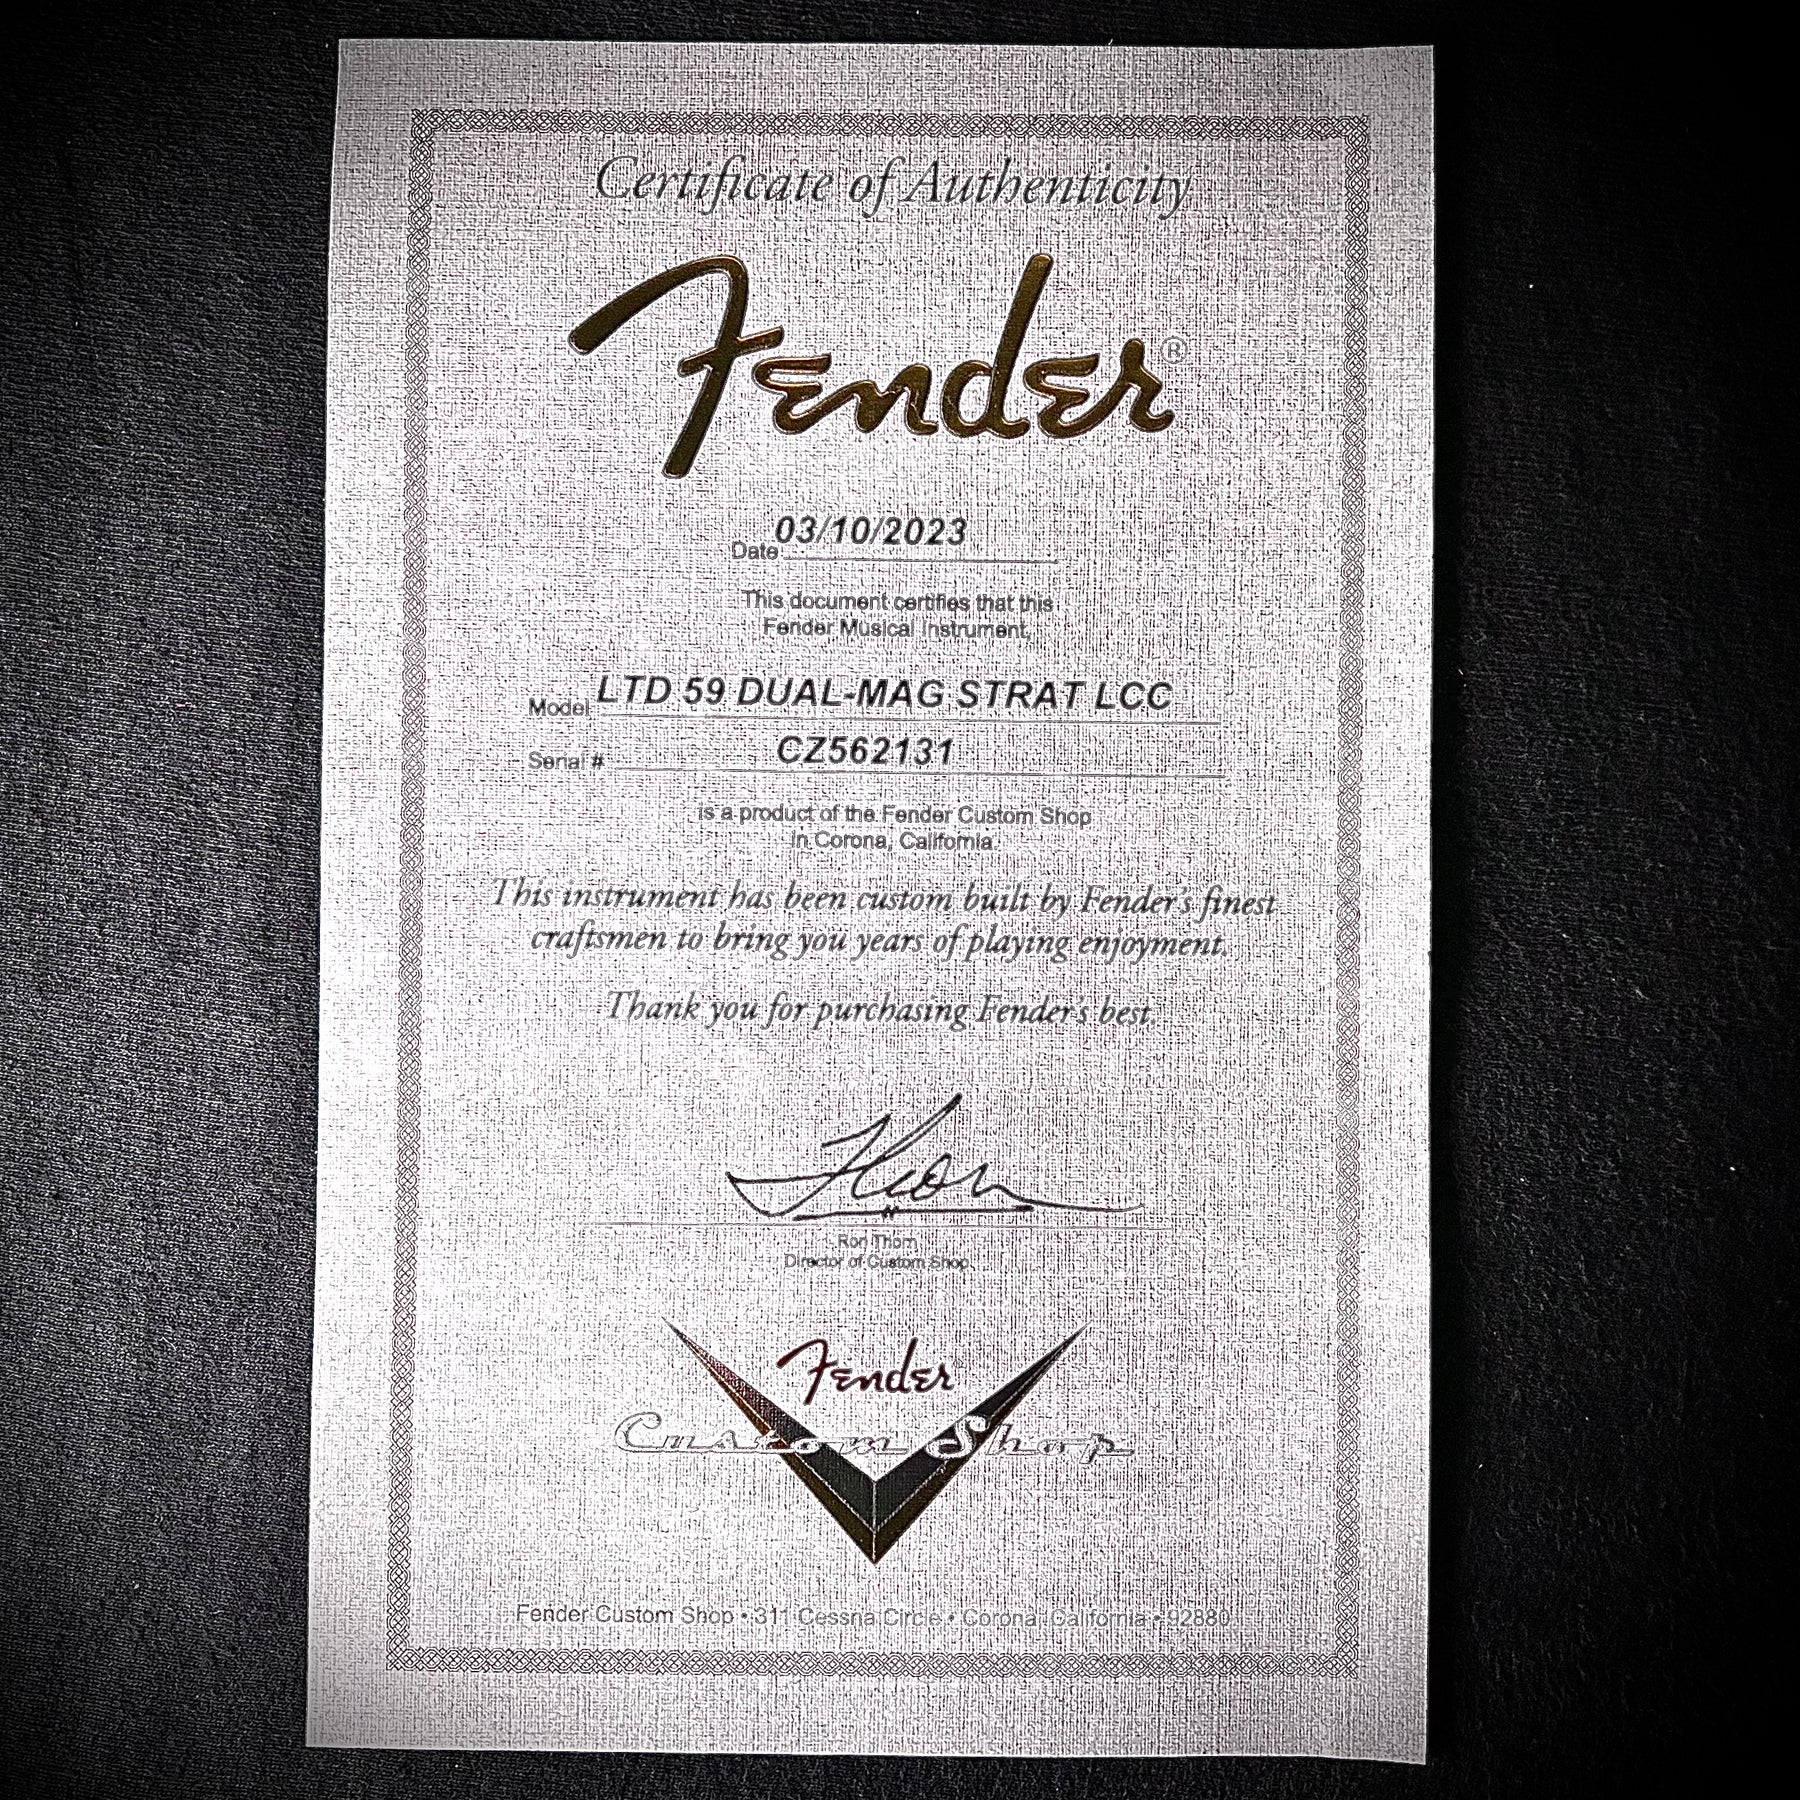 Certificate of Authenticity
Fender®
Date 03/10/2023
This document certifies that this
Fender Musical Instrument,
Model LTD 59 DUAL-MAG STRAT LCC
Serial # CZ562131
is a product of the Fender Custom Shop
in Corona, California.
This instrument has been custom built by Fender's finest
craftsmen to bring you years of playing enjoyment.
Thank you for purchasing Fender's best.
Ron Thorn
Director of Custom Shop
Fender
Custom Shop
Fender Custom Shop • 311 Cessna Circle • Corona, California • 92880